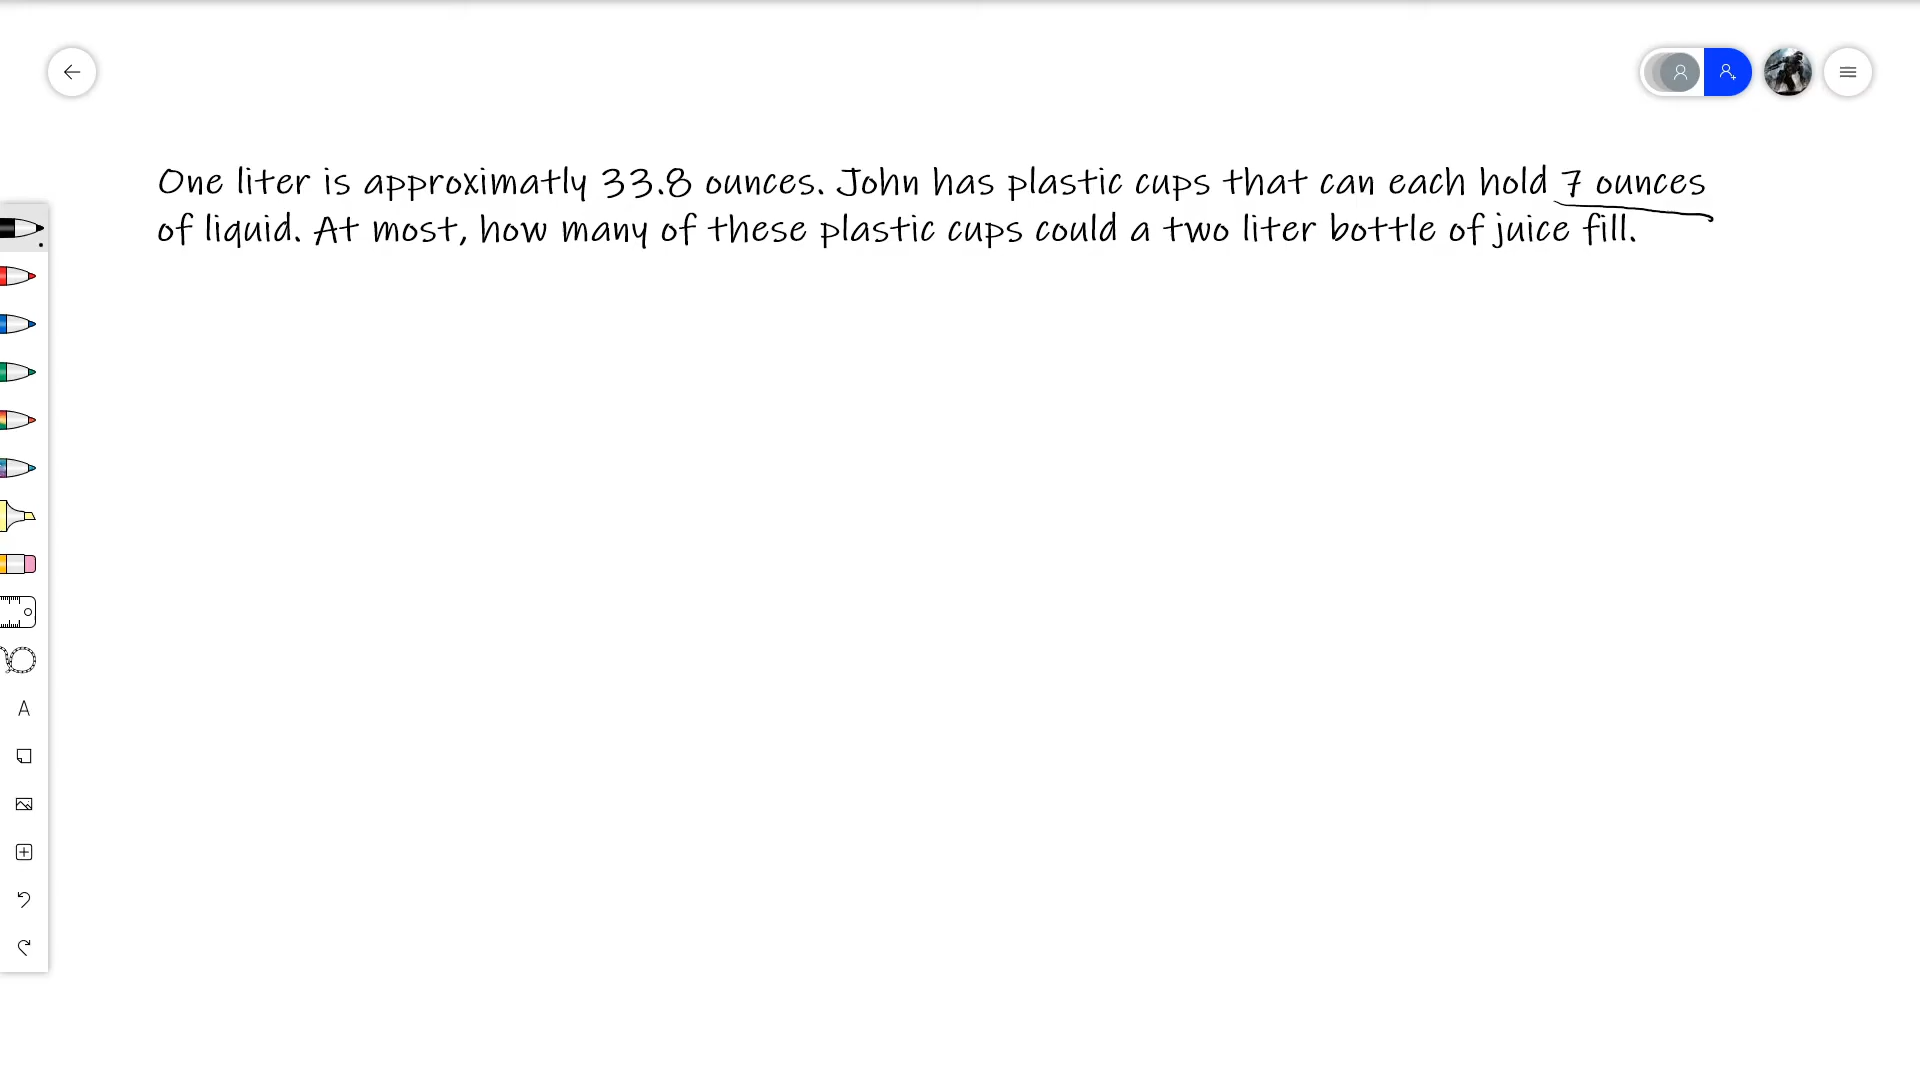 One liter is approximatly 33.8 ounces. John has plastic cups that can each hold 7 ounces
of liquid. At most, how many of these plastic cups could a two liter bottle of juice fill.
A